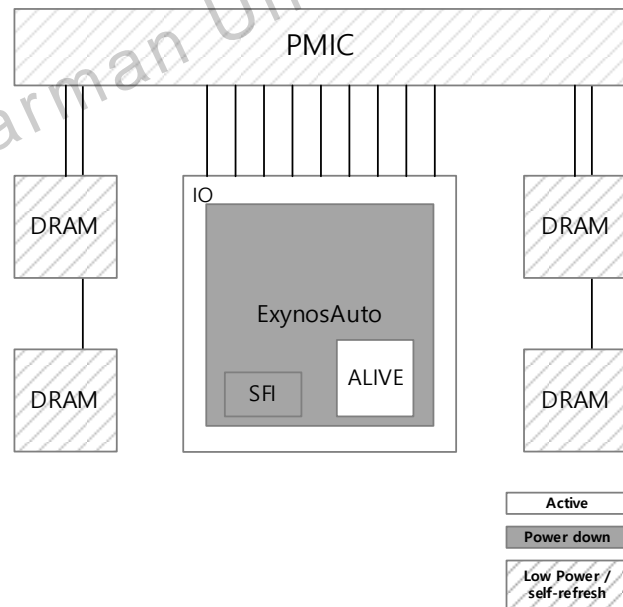 PMIC
DRAM
DRAM
IO
ExynosAuto
SFI
ALIVE
DRAM
DRAM
Active
Power down
Low Power /
self-refresh